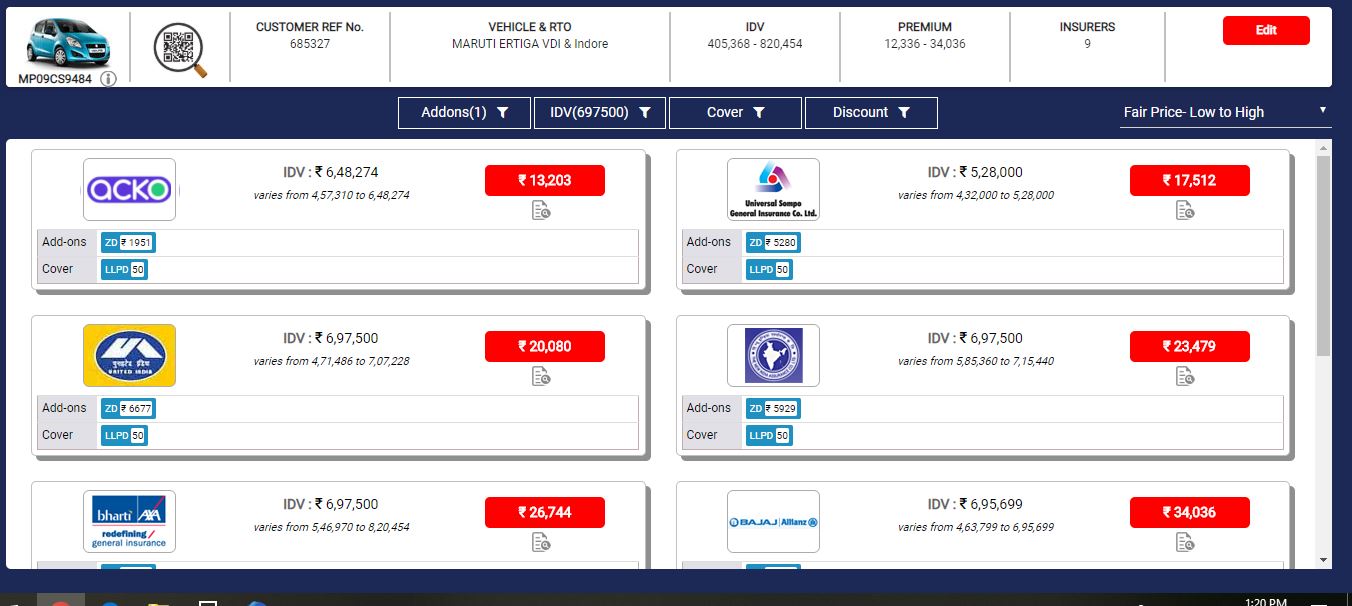 CUSTOMER REF No.
685327
VEHICLE & RTO
MARUTI ERTIGA VDI & Indore
IDV
405,368 - 820,454
PREMIUM
12,336 - 34,036
INSURERS
9
Edit
MP09CS9484
Addons(1)
IDV(697500)
Cover
Discount
Fair Price- Low to High
acko
IDV : ₹ 6,48,274
varies from 4,57,310 to 6,48,274
₹ 13,203
Add-ons ZD ₹ 1951
Cover LLPD 50
Universal Sompo
General Insurance Co. Ltd.
IDV : ₹ 5,28,000
varies from 4,32,000 to 5,28,000
₹ 17,512
Add-ons ZD ₹ 5280
Cover LLPD 50
युनाइटेड इंडिया
UNITED INDIA
IDV : ₹ 6,97,500
varies from 4,71,486 to 7,07,228
₹ 20,080
Add-ons ZD ₹ 6677
Cover LLPD 50
IDV : ₹ 6,97,500
varies from 5,85,360 to 7,15,440
₹ 23,479
Add-ons ZD ₹ 5929
Cover LLPD 50
bharti AXA
redefining /
general insurance
IDV : ₹ 6,97,500
varies from 5,46,970 to 8,20,454
₹ 26,744
BAJAJ | Allianz
IDV : ₹ 6,95,699
varies from 4,63,799 to 6,95,699
₹ 34,036
1:20 PM